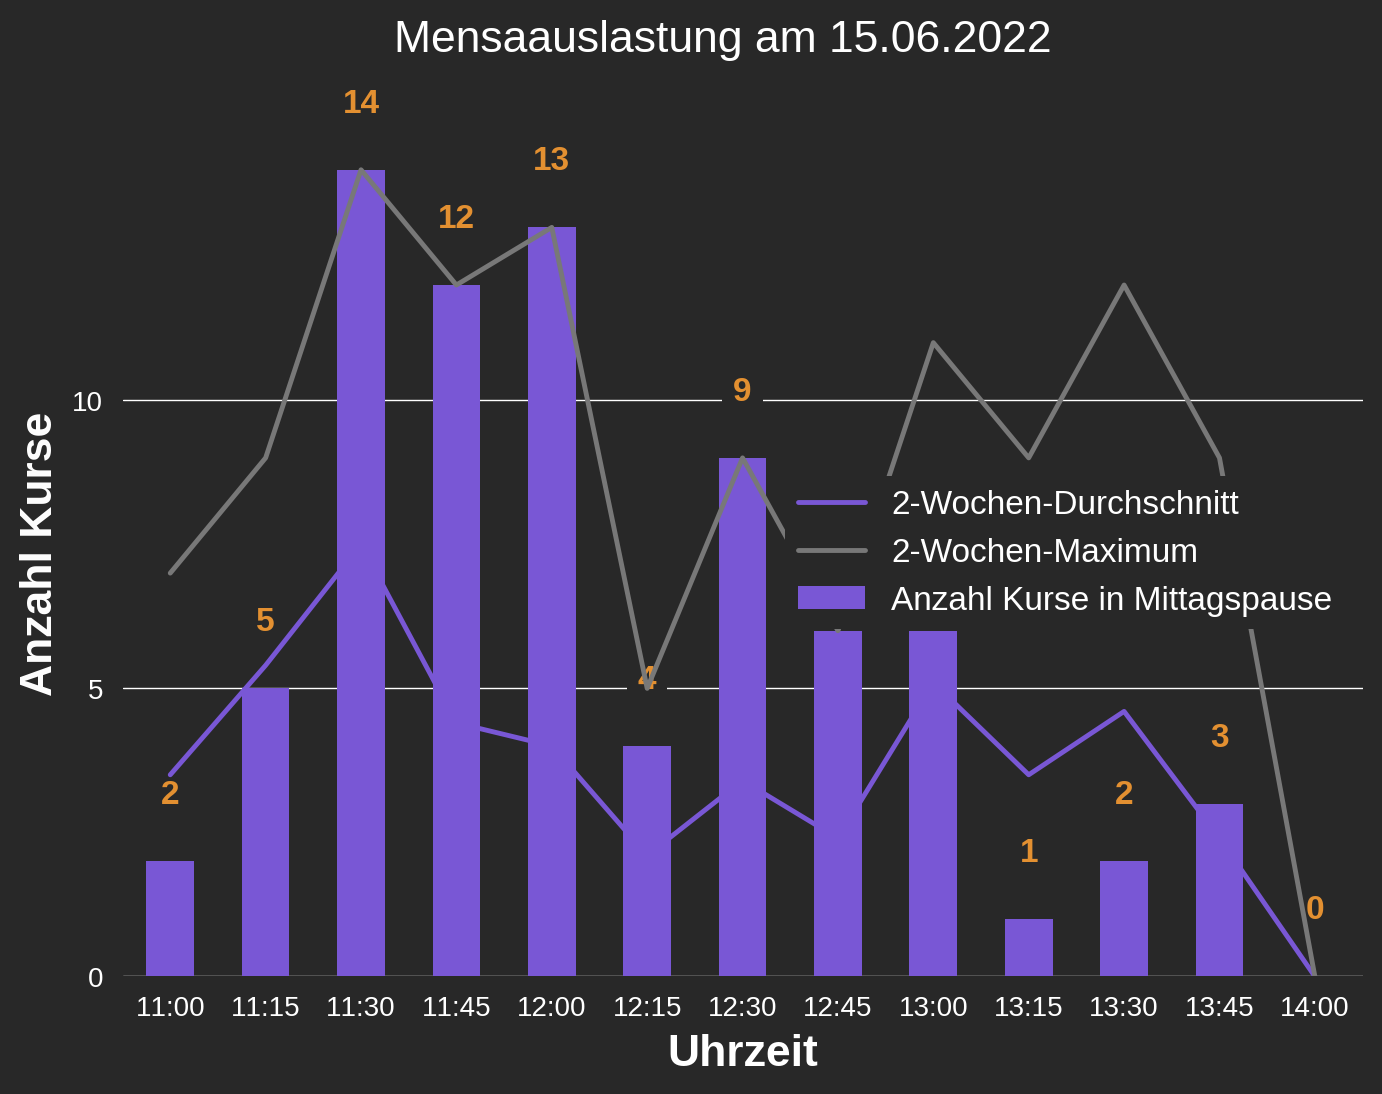 Mensaauslastung am 15.06.2022
14
13
12
9
5
4
3
2
2
1
0
10
5
0
Anzahl Kurse
2-Wochen-Durchschnitt
2-Wochen-Maximum
Anzahl Kurse in Mittagspause
11:00 11:15 11:30 11:45 12:00 12:15 12:30 12:45 13:00 13:15 13:30 13:45 14:00
Uhrzeit